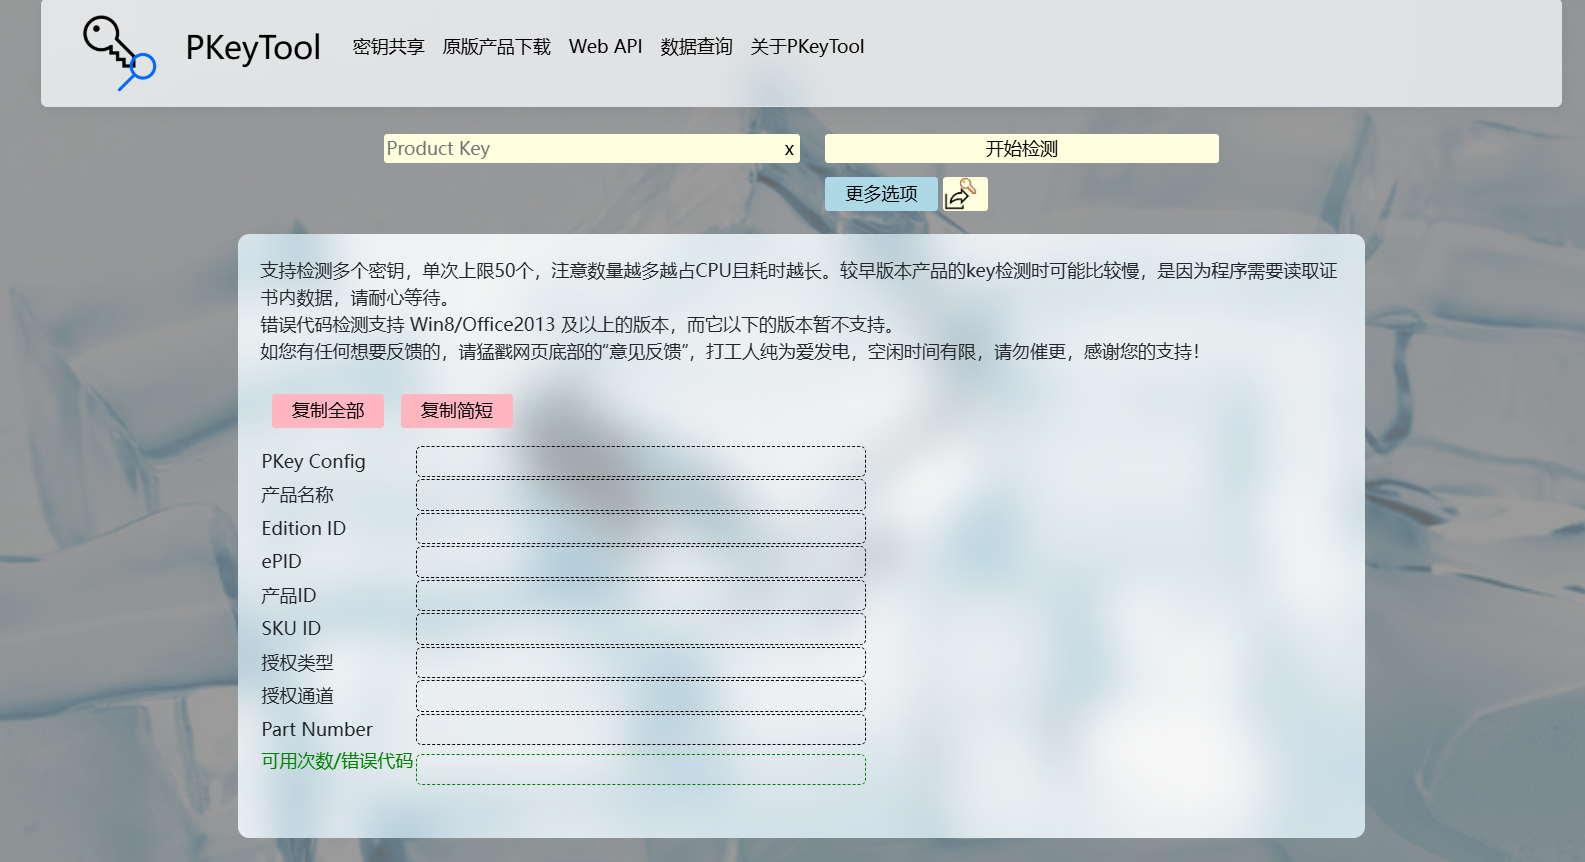 PKeyTool 密钥共享 原版产品下载 Web API 数据查询 关于PKeyTool
Product Key x 开始检测
更多选项
支持检测多个密钥，单次上限50个，注意数量越多越占CPU且耗时越长。较早版本产品的key检测时可能比较慢，是因为程序需要读取证
书内数据，请耐心等待。
错误代码检测支持 Win8/Office2013 及以上的版本，而它以下的版本暂不支持。
如您有任何想要反馈的，请猛戳网页底部的“意见反馈”，打工人纯为爱发电，空闲时间有限，请勿催更，感谢您的支持！
复制全部 复制简短
PKey Config
产品名称
Edition ID
ePID
产品ID
SKU ID
授权类型
授权通道
Part Number
可用次数/错误代码